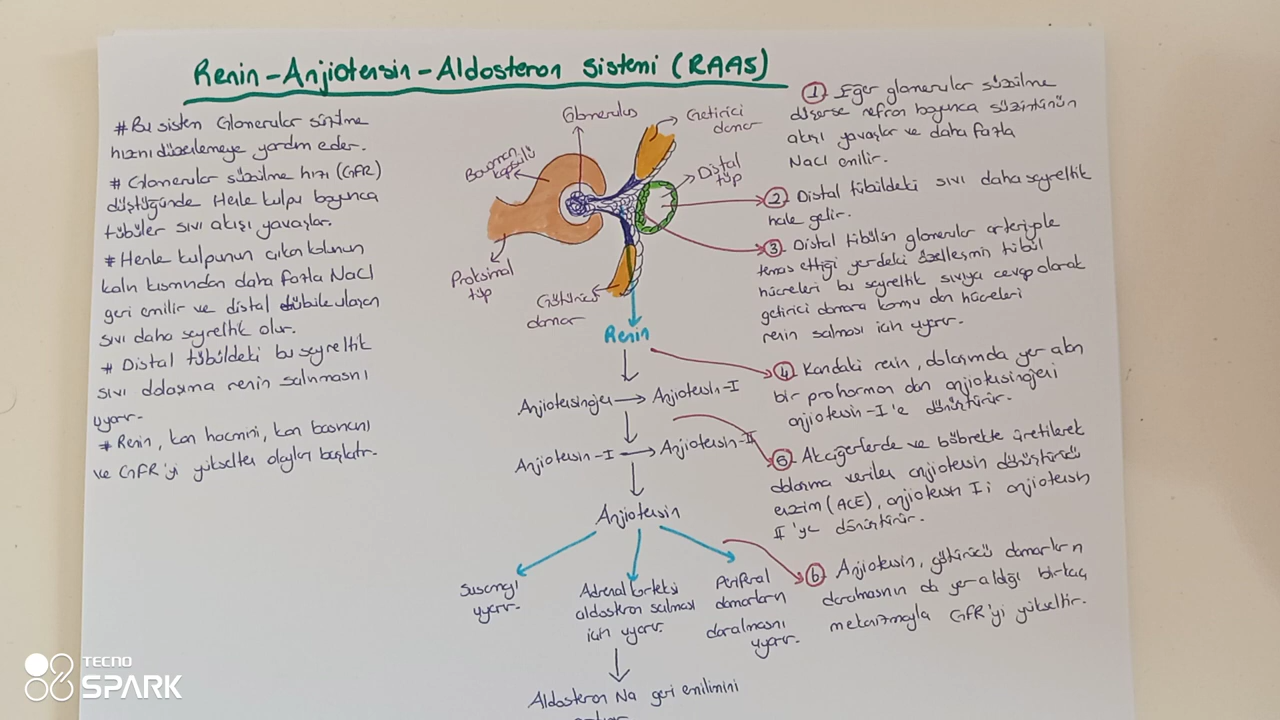 Renin-Anjiotensin-Aldosteron Sistemi (RAAS)
# Bu sistem Glomerular süzülme
hızını düzenlemeye yardım eder.
# Glomerular süzülme hızı (GFR)
düştüğünde Henle kulpu boyunca
tübüler sıvı akışı yavaşlar.
# Henle kulpunun çıkan kolunun
kalın kısmından daha fazla NaCl
geri emilir ve distal tübüle ulaşan
sıvı daha seyreltik olur.
# Distal tübüldeki bu seyreltik
sıvı dolaşıma renin salınmasını
uyarır.
# Renin, kan hacmini, kan basıncını
ve GFR'yi yükselten olayları başlatır.
Glomerulus
Getirici
damar
Bowman
kapsülü
Distal
tüp
Proksimal
tüp
Götürücü
damar
Renin
Anjiotensinojen → Anjiotensin-I
Anjiotensin-I → Anjiotensin-II
Anjiotensin
Susamayı
uyarır.
Adrenal korteksi
aldosteron salması
için uyarır.
Periferal
damarların
daralmasını
uyarır.
Aldosteron Na geri emilimini
① Eğer glomerular süzülme
düşerse nefron boyunca süzüntünün
akışı yavaşlar ve daha fazla
NaCl emilir.
② Distal tübüldeki sıvı daha seyreltik
hale gelir.
③ Distal tübülün glomerular arteriyole
temas ettiği yerdeki özelleşmiş tübül
hücreleri bu seyreltik sıvıya cevap olarak
getirici damara komşu olan hücreleri
renin salması için uyarır.
④ Kandaki renin, dolaşımda yer alan
bir prohormon olan anjiotensinojeni
anjiotensin-I'e dönüştürür.
⑤ Akciğerlerde ve böbrekte üretilerek
dolaşıma verilen anjiotensin dönüştürücü
enzim (ACE), anjiotensin I'i anjiotensin
II'ye dönüştürür.
⑥ Anjiotensin, götürücü damarların
daralmasının da yer aldığı birkaç
mekanizmayla GFR'yi yükseltir.
TECNO
SPARK